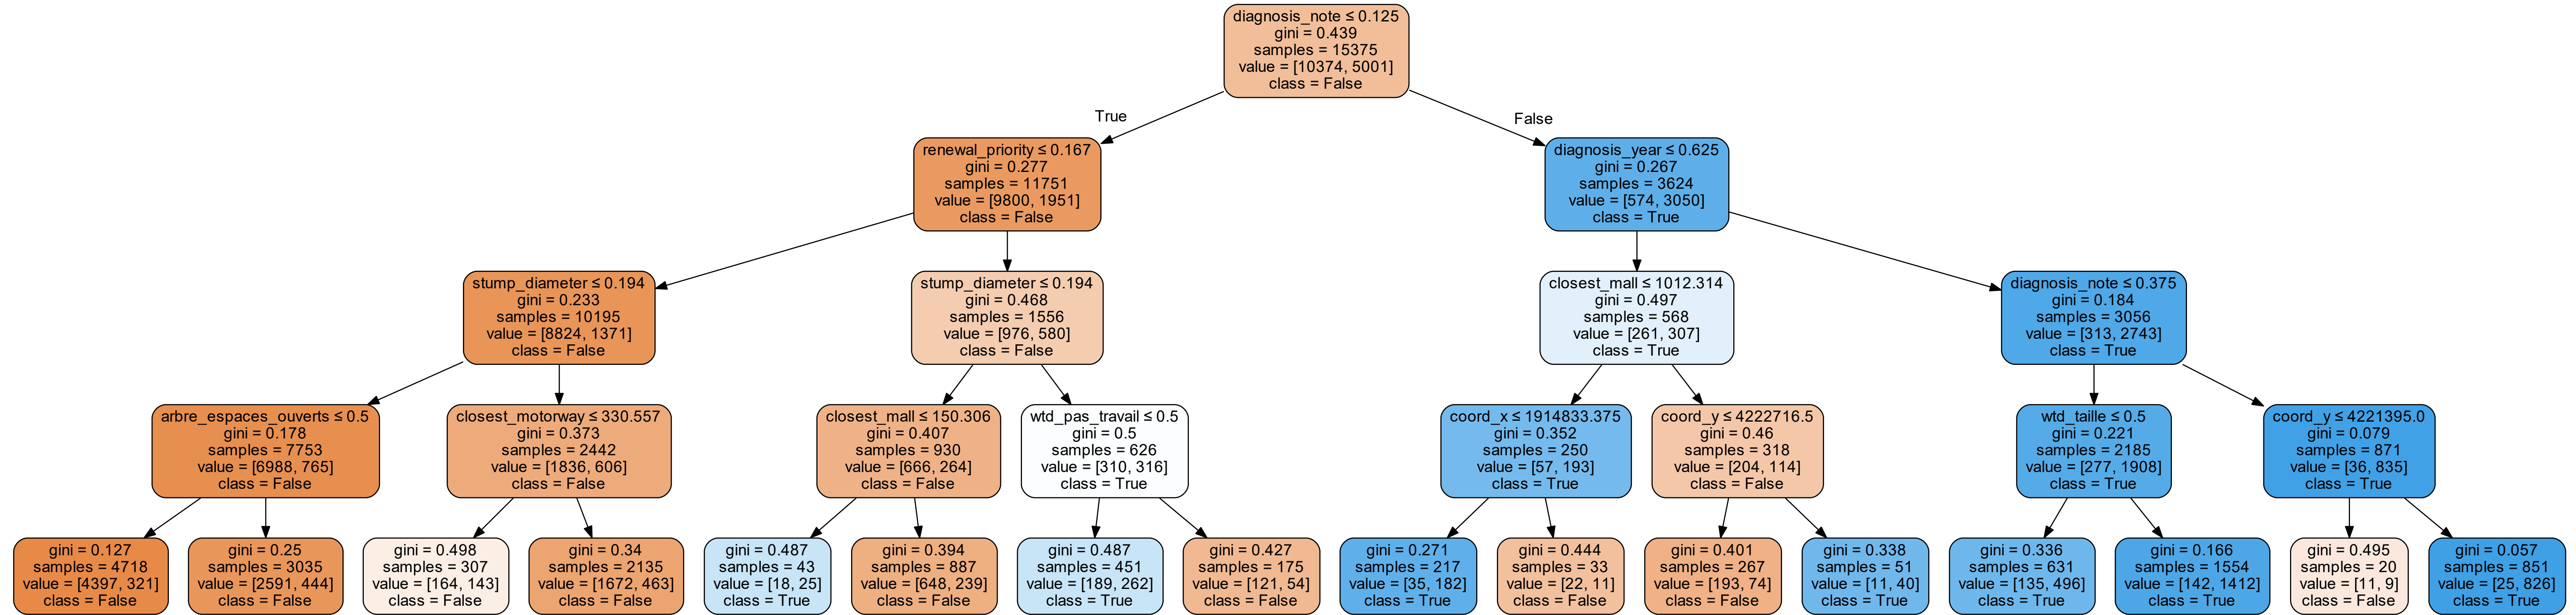 diagnosis_note ≤ 0.125
gini = 0.439
samples = 15375
value = [10374, 5001]
class = False
True
False
renewal_priority ≤ 0.167
gini = 0.277
samples = 11751
value = [9800, 1951]
class = False
diagnosis_year ≤ 0.625
gini = 0.267
samples = 3624
value = [574, 3050]
class = True
stump_diameter ≤ 0.194
gini = 0.233
samples = 10195
value = [8824, 1371]
class = False
stump_diameter ≤ 0.194
gini = 0.468
samples = 1556
value = [976, 580]
class = False
closest_mall ≤ 1012.314
gini = 0.497
samples = 568
value = [261, 307]
class = True
diagnosis_note ≤ 0.375
gini = 0.184
samples = 3056
value = [313, 2743]
class = True
arbre_espaces_ouverts ≤ 0.5
gini = 0.178
samples = 7753
value = [6988, 765]
class = False
closest_motorway ≤ 330.557
gini = 0.373
samples = 2442
value = [1836, 606]
class = False
closest_mall ≤ 150.306
gini = 0.407
samples = 930
value = [666, 264]
class = False
wtd_pas_travail ≤ 0.5
gini = 0.5
samples = 626
value = [310, 316]
class = True
coord_x ≤ 1914833.375
gini = 0.352
samples = 250
value = [57, 193]
class = True
coord_y ≤ 4222716.5
gini = 0.46
samples = 318
value = [204, 114]
class = False
wtd_taille ≤ 0.5
gini = 0.221
samples = 2185
value = [277, 1908]
class = True
coord_y ≤ 4221395.0
gini = 0.079
samples = 871
value = [36, 835]
class = True
gini = 0.127
samples = 4718
value = [4397, 321]
class = False
gini = 0.25
samples = 3035
value = [2591, 444]
class = False
gini = 0.498
samples = 307
value = [164, 143]
class = False
gini = 0.34
samples = 2135
value = [1672, 463]
class = False
gini = 0.487
samples = 43
value = [18, 25]
class = True
gini = 0.394
samples = 887
value = [648, 239]
class = False
gini = 0.487
samples = 451
value = [189, 262]
class = True
gini = 0.427
samples = 175
value = [121, 54]
class = False
gini = 0.271
samples = 217
value = [35, 182]
class = True
gini = 0.444
samples = 33
value = [22, 11]
class = False
gini = 0.401
samples = 267
value = [193, 74]
class = False
gini = 0.338
samples = 51
value = [11, 40]
class = True
gini = 0.336
samples = 631
value = [135, 496]
class = True
gini = 0.166
samples = 1554
value = [142, 1412]
class = True
gini = 0.495
samples = 20
value = [11, 9]
class = False
gini = 0.057
samples = 851
value = [25, 826]
class = True